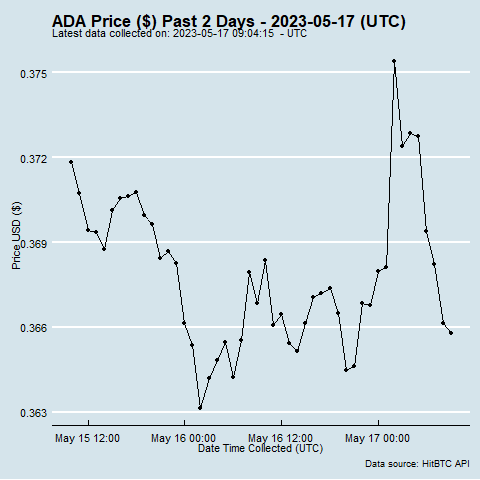 ADA Price ($) Past 2 Days - 2023-05-17 (UTC)
Latest data collected on: 2023-05-17 09:04:15 - UTC
0.375
0.372
0.369
0.366
0.363
Price USD ($)
May 15 12:00
May 16 00:00
May 16 12:00
May 17 00:00
Date Time Collected (UTC)
Data source: HitBTC API